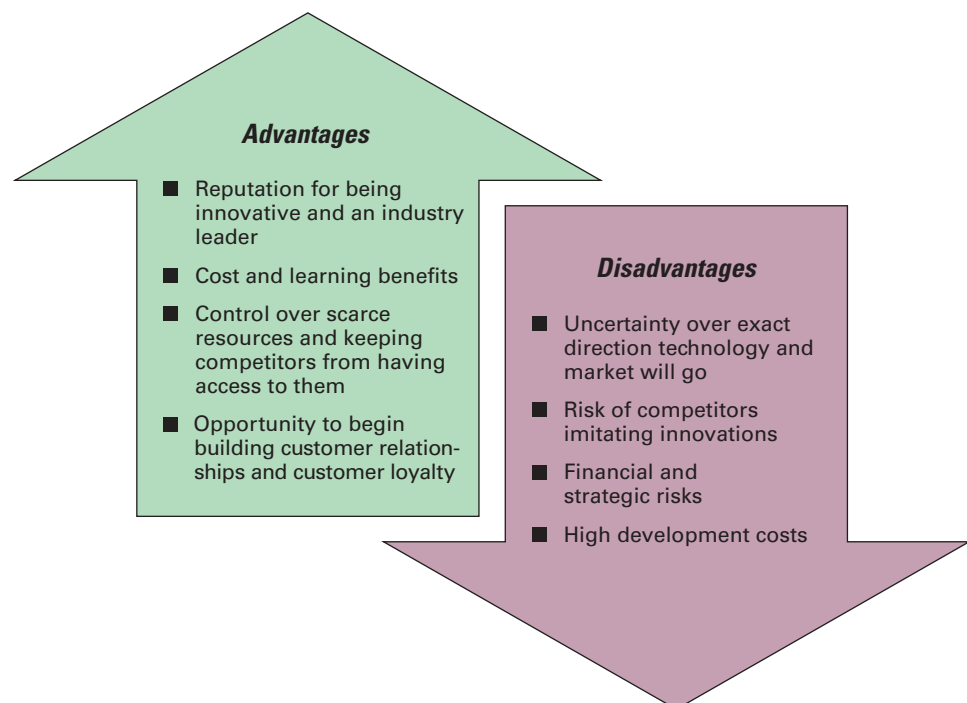 Advantages
■ Reputation for being
innovative and an industry
leader
■ Cost and learning benefits
■ Control over scarce
resources and keeping
competitors from having
access to them
■ Opportunity to begin
building customer relation-
ships and customer loyalty
Disadvantages
■ Uncertainty over exact
direction technology and
market will go
■ Risk of competitors
imitating innovations
■ Financial and
strategic risks
■ High development costs